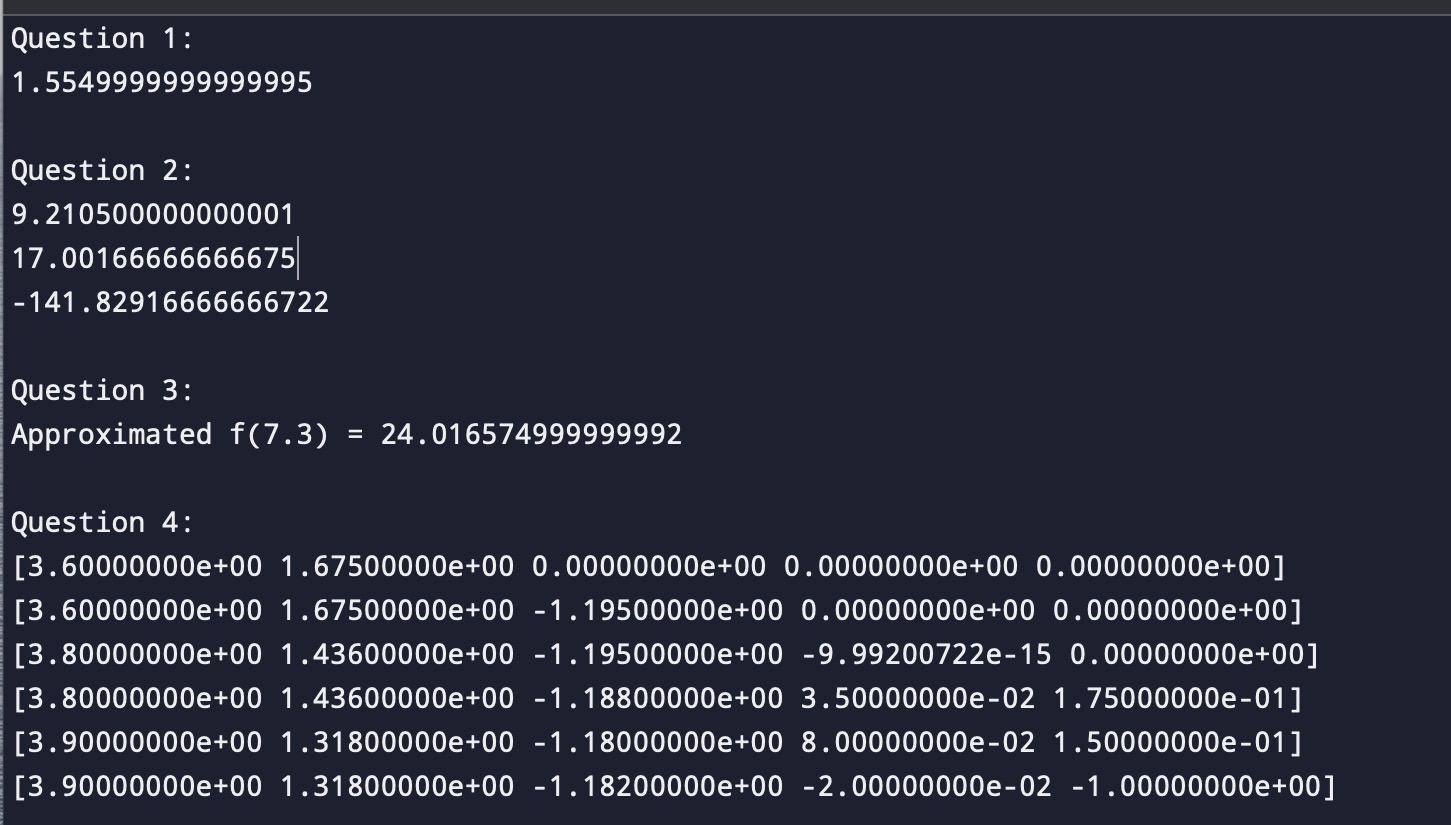 Question 1:
1.5549999999999995
Question 2:
9.210500000000001
17.00166666666675
-141.82916666666722
Question 3:
Approximated f(7.3) = 24.016574999999992
Question 4:
[3.60000000e+00 1.67500000e+00 0.00000000e+00 0.00000000e+00 0.00000000e+00]
[3.60000000e+00 1.67500000e+00 -1.19500000e+00 0.00000000e+00 0.00000000e+00]
[3.80000000e+00 1.43600000e+00 -1.19500000e+00 -9.99200722e-15 0.00000000e+00]
[3.80000000e+00 1.43600000e+00 -1.18800000e+00 3.50000000e-02 1.75000000e-01]
[3.90000000e+00 1.31800000e+00 -1.18000000e+00 8.00000000e-02 1.50000000e-01]
[3.90000000e+00 1.31800000e+00 -1.18200000e+00 -2.00000000e-02 -1.00000000e+00]